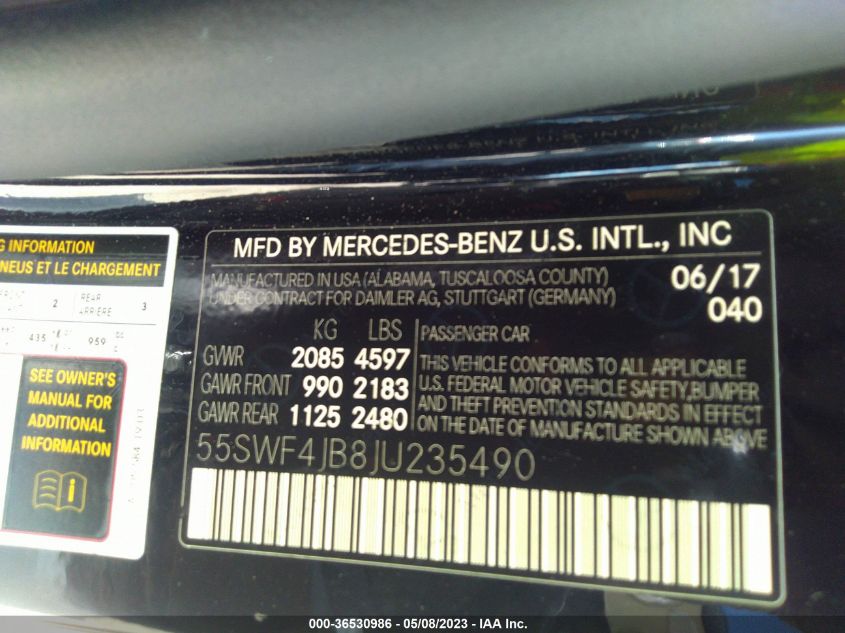 MFD BY MERCEDES-BENZ U.S. INTL., INC
MANUFACTURED IN USA (ALABAMA, TUSCALOOSA COUNTY)
UNDER CONTRACT FOR DAIMLER AG, STUTTGART (GERMANY)
06/17
040
KG LBS
GVWR 2085 4597
GAWR FRONT 990 2183
GAWR REAR 1125 2480
PASSENGER CAR
THIS VEHICLE CONFORMS TO ALL APPLICABLE
U.S. FEDERAL MOTOR VEHICLE SAFETY, BUMPER
AND THEFT PREVENTION STANDARDS IN EFFECT
ON THE DATE OF MANUFACTURE SHOWN ABOVE
55SWF4JB8JU235490
G INFORMATION
NEUS ET LE CHARGEMENT
2 REAR 3
ARRIERE
435 959
SEE OWNER'S
MANUAL FOR
ADDITIONAL
INFORMATION
000-36530986 - 05/08/2023 - IAA Inc.